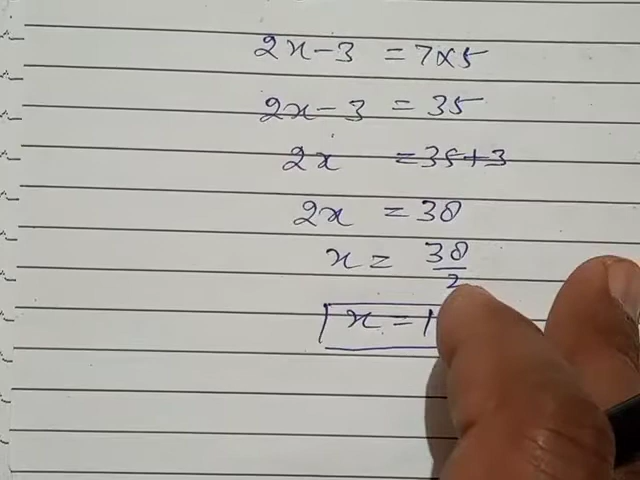 2x-3 = 7x5
2x-3 = 35
2x = 35+3
2x = 38
x = 38/2
x = 1